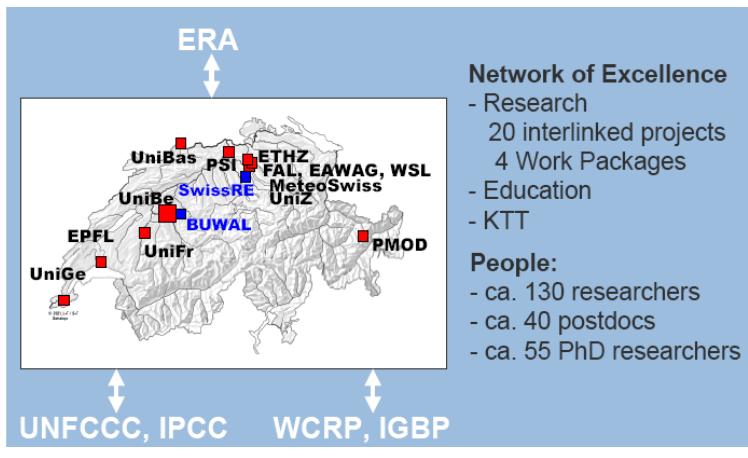 ERA
UniBas
PSI
ETHZ
FAL, EAWAG, WSL
MeteoSwiss
UniZ
SwissRE
UniBe
BUWAL
EPFL
UniFr
PMOD
UniGe
UNFCCC, IPCC
WCRP, IGBP
Network of Excellence
- Research
20 interlinked projects
4 Work Packages
- Education
- KTT
People:
- ca. 130 researchers
- ca. 40 postdocs
- ca. 55 PhD researchers